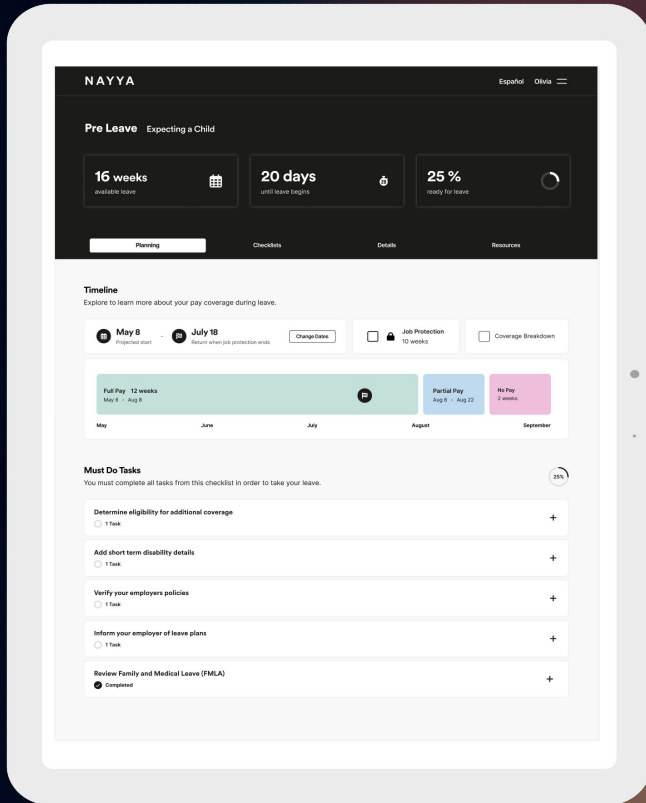 NAYYA
Español Olivia
Pre Leave Expecting a Child
16 weeks
available leave
20 days
until leave begins
25 %
ready for leave
Planning Checklists Details Resources
Timeline
Explore to learn more about your pay coverage during leave.
May 8 - July 18
Projected start Return when job protection ends
Change Dates
Job Protection
10 weeks
Coverage Breakdown
Full Pay 12 weeks
May 8 - Aug 8
Partial Pay
Aug 8 - Aug 22
No Pay
2 weeks
May June July August September
Must Do Tasks
You must complete all tasks from this checklist in order to take your leave.
25%
Determine eligibility for additional coverage
1 Task
Add short term disability details
1 Task
Verify your employers policies
1 Task
Inform your employer of leave plans
1 Task
Review Family and Medical Leave (FMLA)
Completed